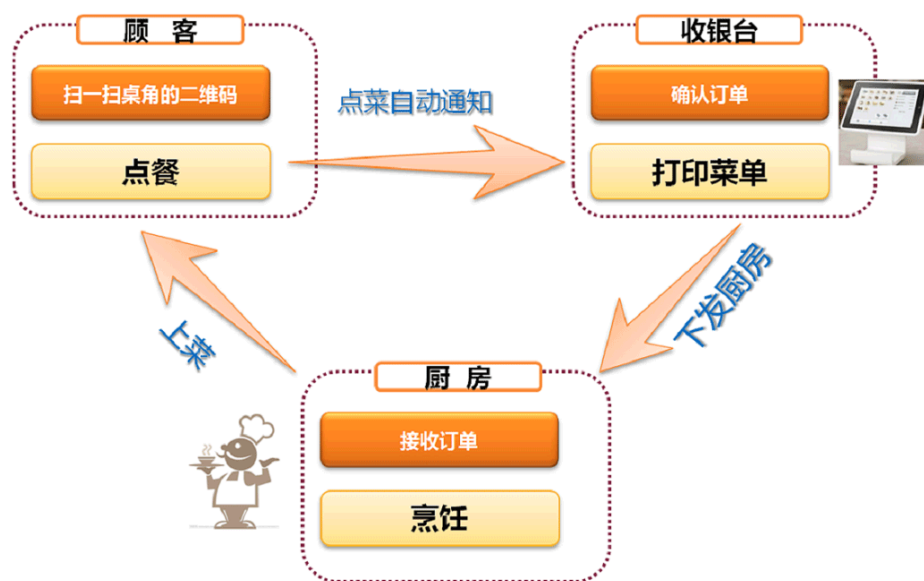 顾 客
扫一扫桌角的二维码
点餐
点菜自动通知
收银台
确认订单
打印菜单
下发厨房
上菜
厨 房
接收订单
烹饪